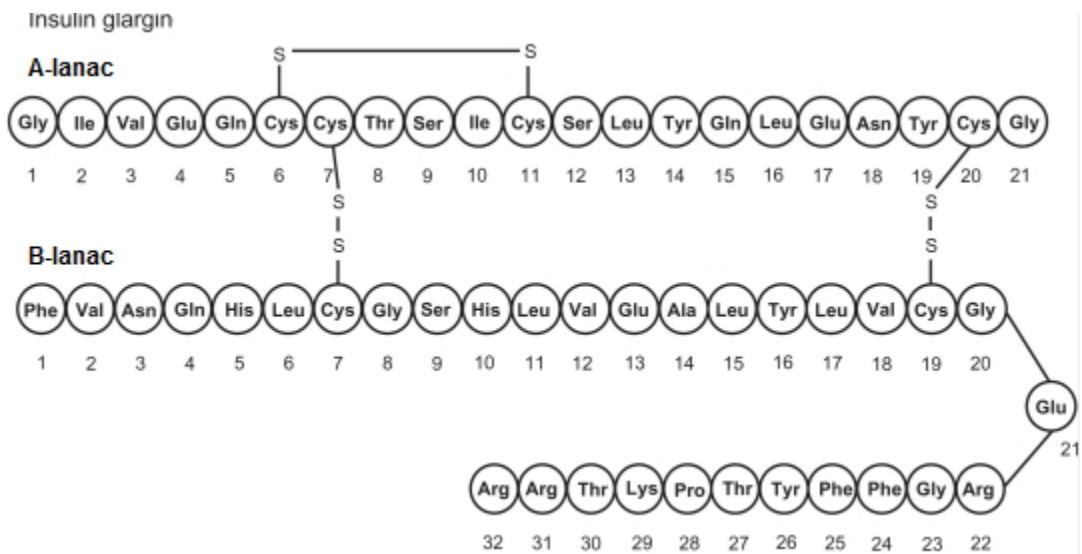 Insulin glargin
A-lanac
S S
Gly Ile Val Glu Gln Cys Cys Thr Ser Ile Cys Ser Leu Tyr Gln Leu Glu Asn Tyr Cys Gly
1 2 3 4 5 6 7 8 9 10 11 12 13 14 15 16 17 18 19 20 21
S S
S S
B-lanac
Phe Val Asn Gln His Leu Cys Gly Ser His Leu Val Glu Ala Leu Tyr Leu Val Cys Gly
1 2 3 4 5 6 7 8 9 10 11 12 13 14 15 16 17 18 19 20
Glu
21
Arg Arg Thr Lys Pro Thr Tyr Phe Phe Gly Arg
32 31 30 29 28 27 26 25 24 23 22